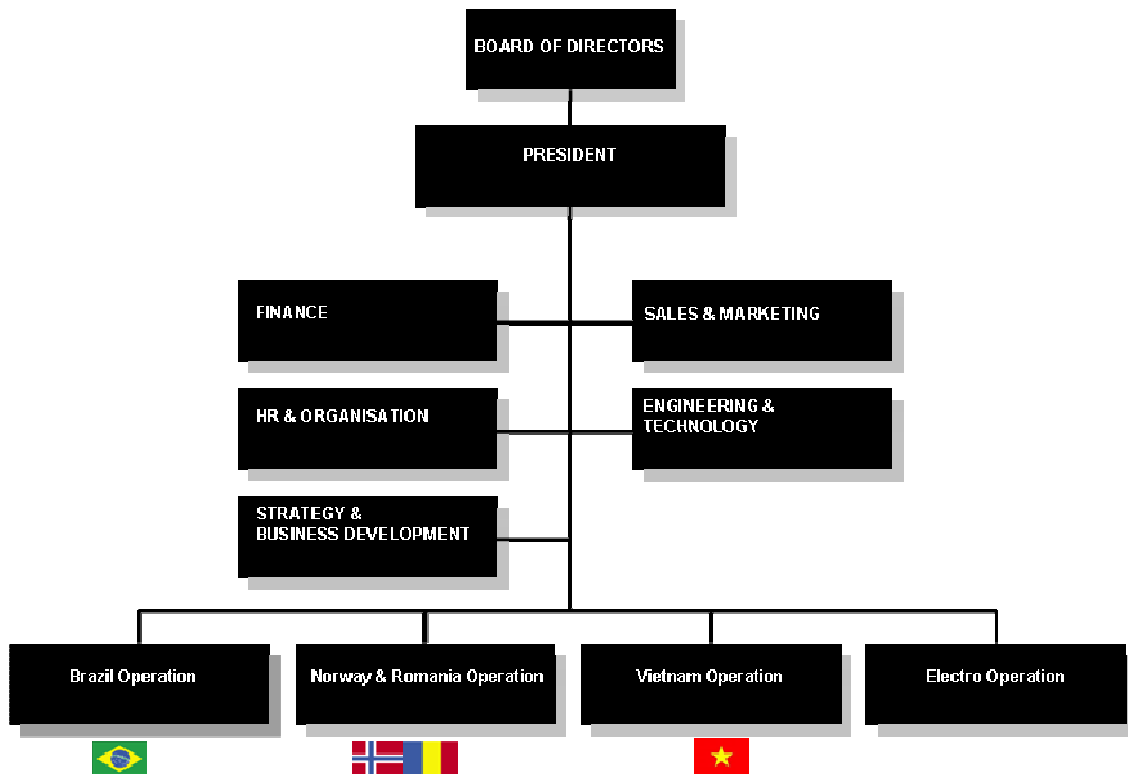 BOARD OF DIRECTORS
PRESIDENT
FINANCE
SALES & MARKETING
HR & ORGANISATION
ENGINEERING &
TECHNOLOGY
STRATEGY &
BUSINESS DEVELOPMENT
Brazil Operation
Norway & Romania Operation
Vietnam Operation
Electro Operation